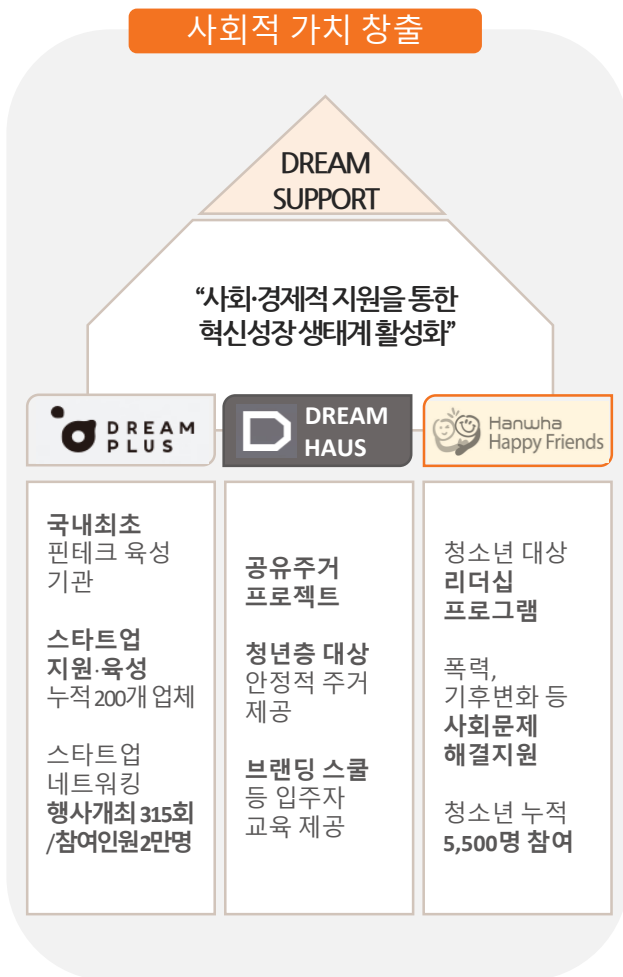 사회적 가치 창출
DREAM
SUPPORT
“사회·경제적 지원을 통한
혁신성장 생태계 활성화”
DREAM
PLUS
DREAM
HAUS
Hanwha
Happy Friends
국내최초
핀테크 육성
기관
스타트업
지원·육성
누적 200개 업체
스타트업
네트워킹
행사개최 315회
/참여인원2만명
공유주거
프로젝트
청년층 대상
안정적 주거
제공
브랜딩 스쿨
등 입주자
교육 제공
청소년 대상
리더십
프로그램
폭력,
기후변화 등
사회문제
해결지원
청소년 누적
5,500명 참여